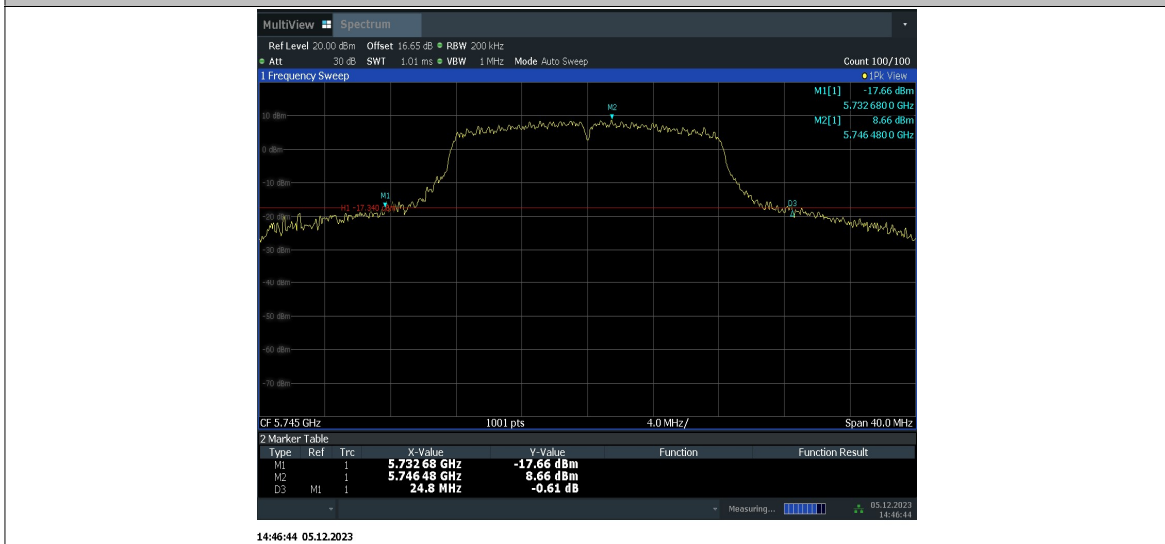 MultiView Spectrum
Ref Level 20.00 dBm Offset 16.65 dB RBW 200 kHz
Att 30 dB SWT 1.01 ms VBW 1 MHz Mode Auto Sweep Count 100/100
1 Frequency Sweep 1Pk View
M1[1] -17.66 dBm
5.732 680 0 GHz
M2[1] 8.66 dBm
5.746 480 0 GHz
M2
10 dBm
0 dBm
-10 dBm
M1
H1 -17.340 dBm
D3
-20 dBm
-30 dBm
-40 dBm
-50 dBm
-60 dBm
-70 dBm
CF 5.745 GHz 1001 pts 4.0 MHz/ Span 40.0 MHz
2 Marker Table
Type Ref Trc X-Value Y-Value Function Function Result
M1 1 5.732 68 GHz -17.66 dBm
M2 1 5.746 48 GHz 8.66 dBm
D3 M1 1 24.8 MHz -0.61 dB
Measuring... 05.12.2023
14:46:44
14:46:44 05.12.2023